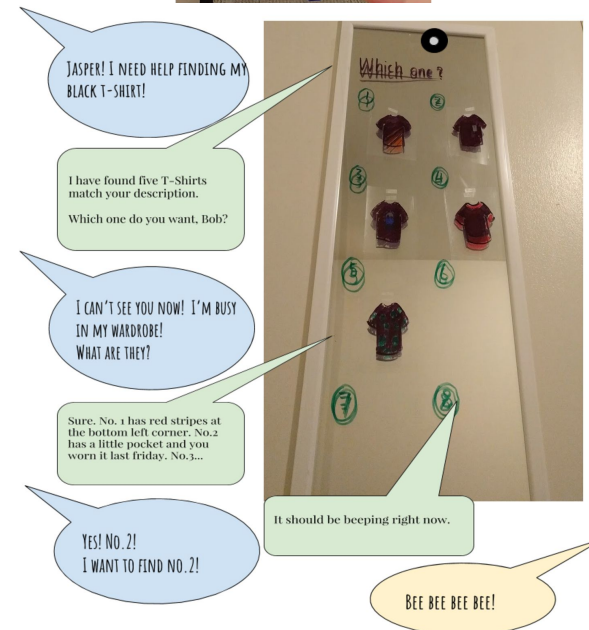 JASPER! I NEED HELP FINDING MY
BLACK T-SHIRT!
I have found five T-Shirts
match your description.
Which one do you want, Bob?
Which one?
1
2
3
4
5
6
7
8
I CAN'T SEE YOU NOW! I'M BUSY
IN MY WARDROBE!
WHAT ARE THEY?
Sure. No. 1 has red stripes at
the bottom left corner. No.2
has a little pocket and you
worn it last friday. No.3...
YES! NO.2!
I WANT TO FIND NO.2!
It should be beeping right now.
BEE BEE BEE BEE!